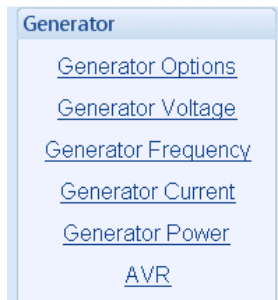 Generator
Generator Options
Generator Voltage
Generator Frequency
Generator Current
Generator Power
AVR